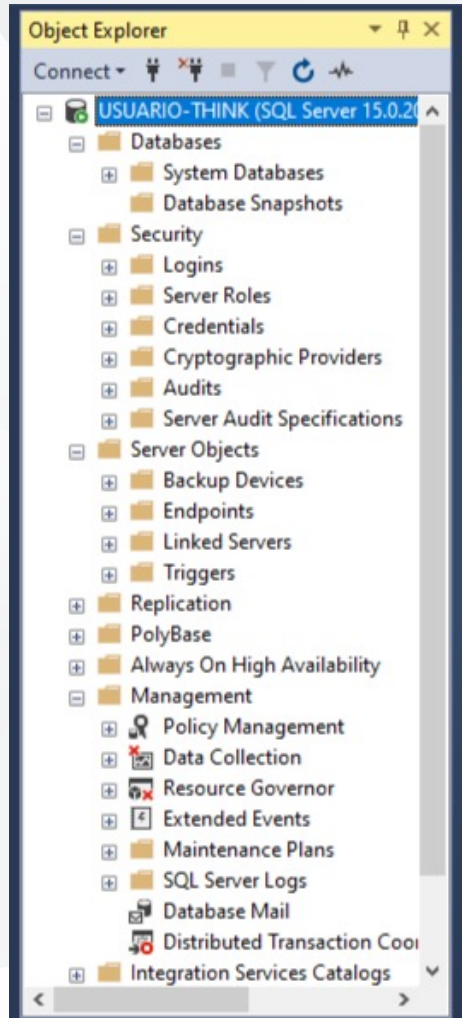 Object Explorer
Connect
USUARIO-THINK (SQL Server 15.0.20
Databases
System Databases
Database Snapshots
Security
Logins
Server Roles
Credentials
Cryptographic Providers
Audits
Server Audit Specifications
Server Objects
Backup Devices
Endpoints
Linked Servers
Triggers
Replication
PolyBase
Always On High Availability
Management
Policy Management
Data Collection
Resource Governor
Extended Events
Maintenance Plans
SQL Server Logs
Database Mail
Distributed Transaction Coor
Integration Services Catalogs